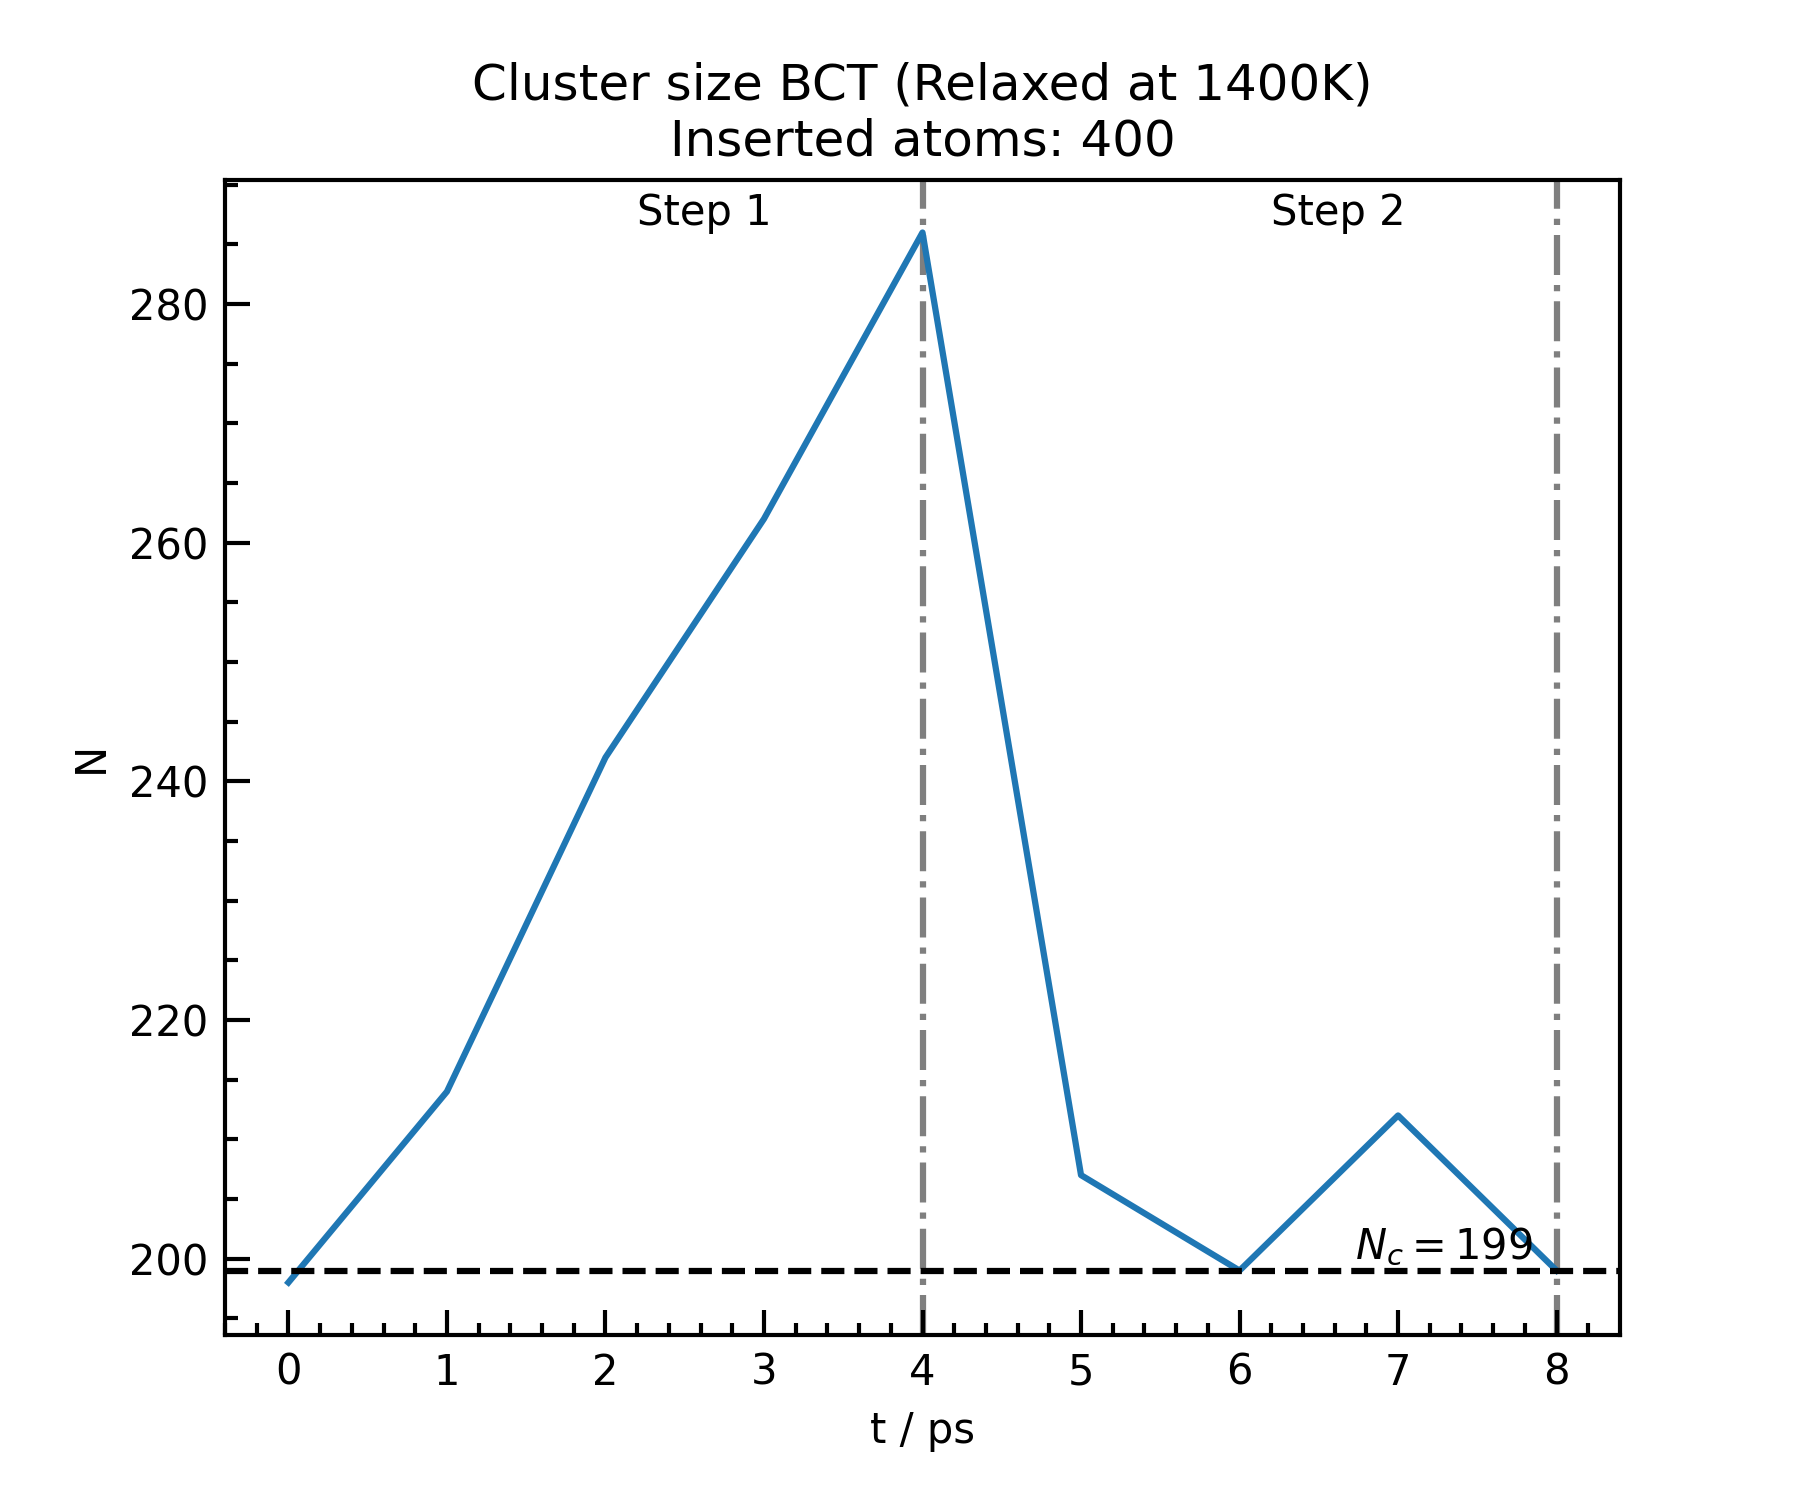 Cluster size BCT (Relaxed at 1400K)
Inserted atoms: 400
Step 1
Step 2
280
260
240
220
200
N
N_c = 199
0 1 2 3 4 5 6 7 8
t / ps